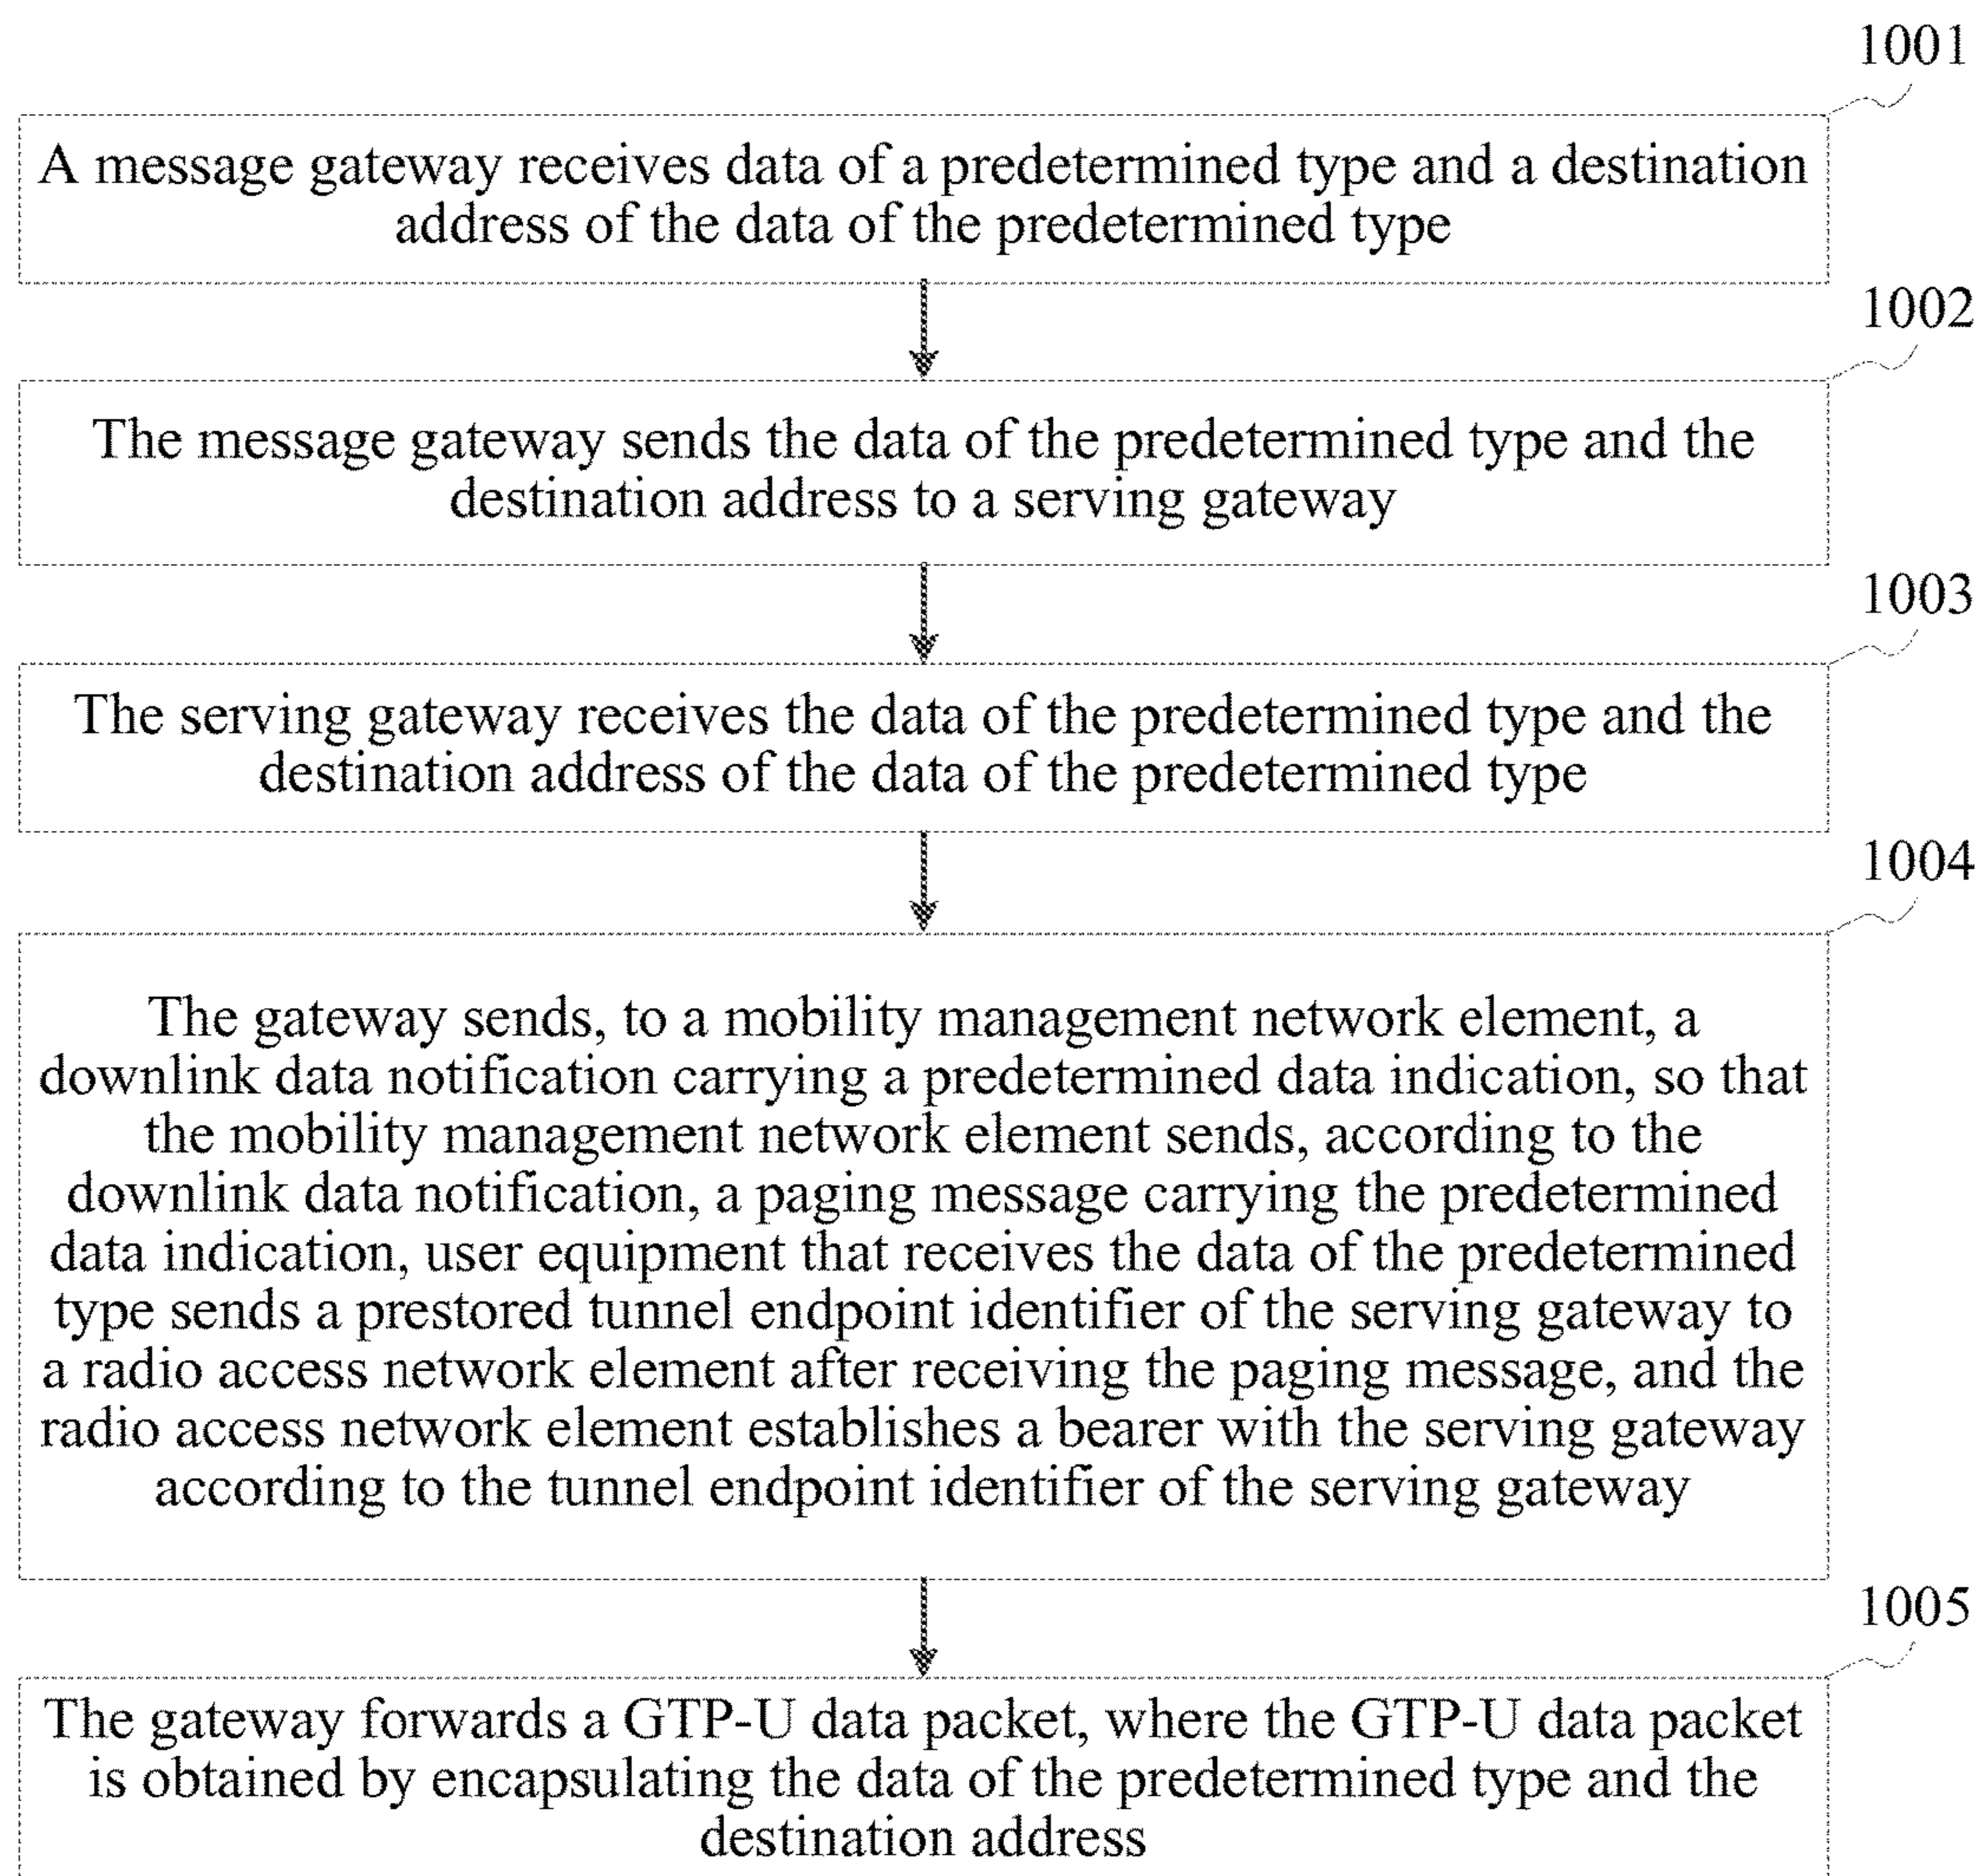 1001
A message gateway receives data of a predetermined type and a destination
address of the data of the predetermined type
1002
The message gateway sends the data of the predetermined type and the
destination address to a serving gateway
1003
The serving gateway receives the data of the predetermined type and the
destination address of the data of the predetermined type
1004
The gateway sends, to a mobility management network element, a
downlink data notification carrying a predetermined data indication, so that
the mobility management network element sends, according to the
downlink data notification, a paging message carrying the predetermined
data indication, user equipment that receives the data of the predetermined
type sends a prestored tunnel endpoint identifier of the serving gateway to
a radio access network element after receiving the paging message, and the
radio access network element establishes a bearer with the serving gateway
according to the tunnel endpoint identifier of the serving gateway
1005
The gateway forwards a GTP-U data packet, where the GTP-U data packet
is obtained by encapsulating the data of the predetermined type and the
destination address